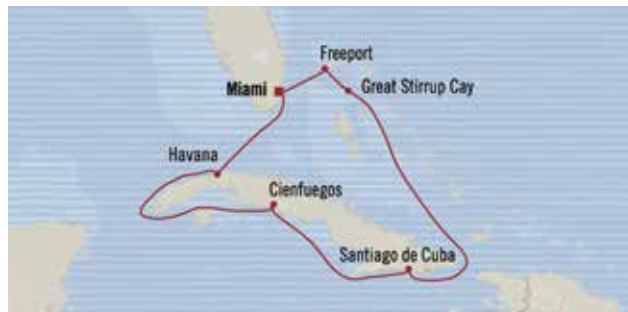 Freeport
Miami
Great Stirrup Cay
Havana
Cienfuegos
Santiago de Cuba